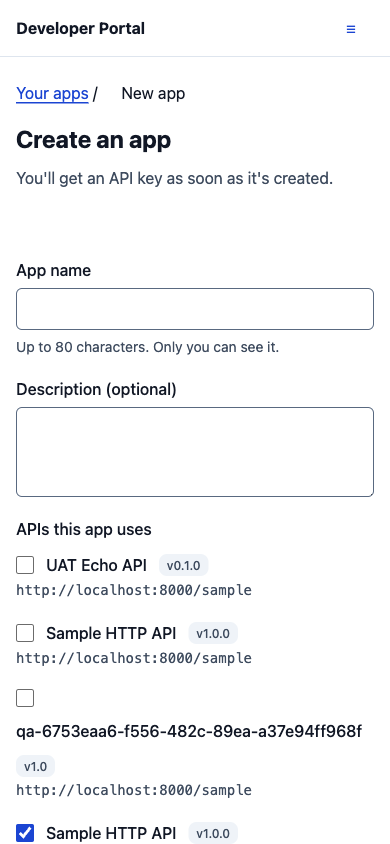 Developer Portal ≡
Your apps / New app
Create an app
You'll get an API key as soon as it's created.
App name
Up to 80 characters. Only you can see it.
Description (optional)
APIs this app uses
UAT Echo API v0.1.0
http://localhost:8000/sample
Sample HTTP API v1.0.0
http://localhost:8000/sample
qa-6753eaa6-f556-482c-89ea-a37e94ff968f
v1.0
http://localhost:8000/sample
Sample HTTP API v1.0.0